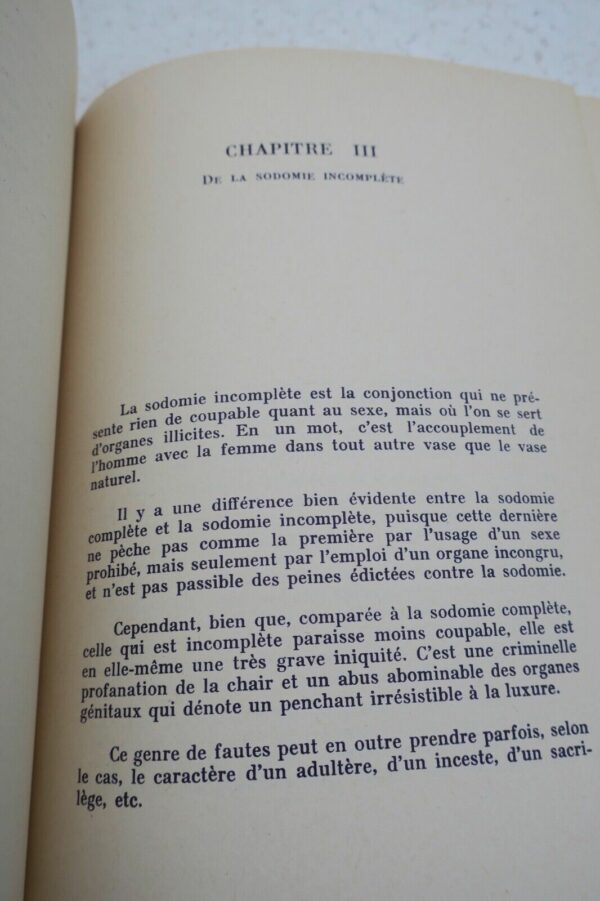 CHAPITRE III
DE LA SODOMIE INCOMPLÈTE
La sodomie incomplète est la conjonction qui ne pré-
sente rien de coupable quant au sexe, mais où l'on se sert
d'organes illicites. En un mot, c'est l'accouplement de
l'homme avec la femme dans tout autre vase que le vase
naturel.
Il y a une différence bien évidente entre la sodomie
complète et la sodomie incomplète, puisque cette dernière
ne pèche pas comme la première par l'usage d'un sexe
prohibé, mais seulement par l'emploi d'un organe incongru,
et n'est pas passible des peines édictées contre la sodomie.
Cependant, bien que, comparée à la sodomie complète,
celle qui est incomplète paraisse moins coupable, elle est
en elle-même une très grave iniquité. C'est une criminelle
profanation de la chair et un abus abominable des organes
génitaux qui dénote un penchant irrésistible à la luxure.
Ce genre de fautes peut en outre prendre parfois, selon
le cas, le caractère d'un adultère, d'un inceste, d'un sacri-
lège, etc.